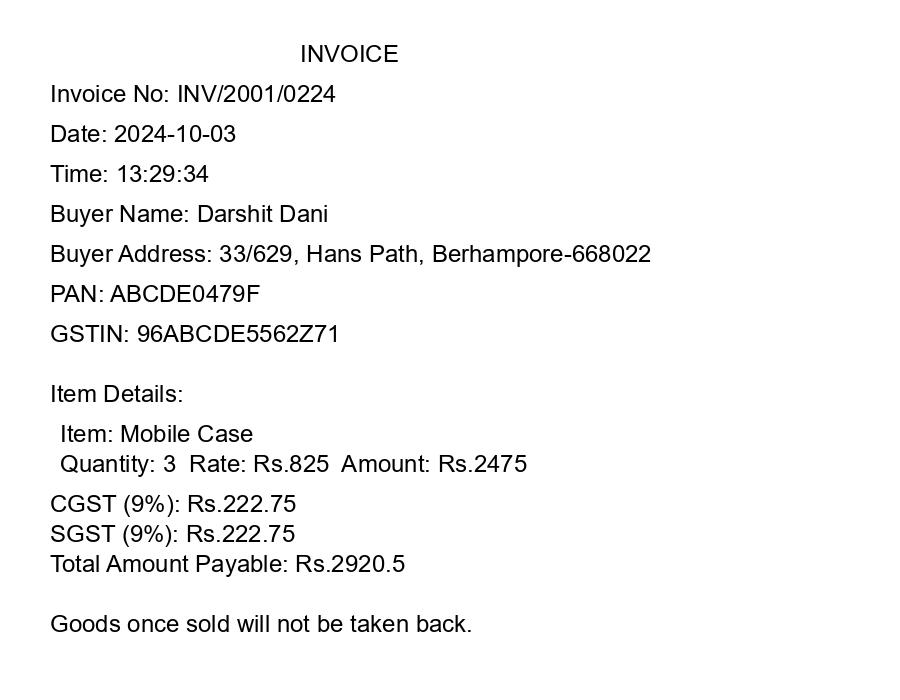 INVOICE
Invoice No: INV/2001/0224
Date: 2024-10-03
Time: 13:29:34
Buyer Name: Darshit Dani
Buyer Address: 33/629, Hans Path, Berhampore-668022
PAN: ABCDE0479F
GSTIN: 96ABCDE5562Z71
Item Details:
Item: Mobile Case
Quantity: 3  Rate: Rs.825  Amount: Rs.2475
CGST (9%): Rs.222.75
SGST (9%): Rs.222.75
Total Amount Payable: Rs.2920.5
Goods once sold will not be taken back.